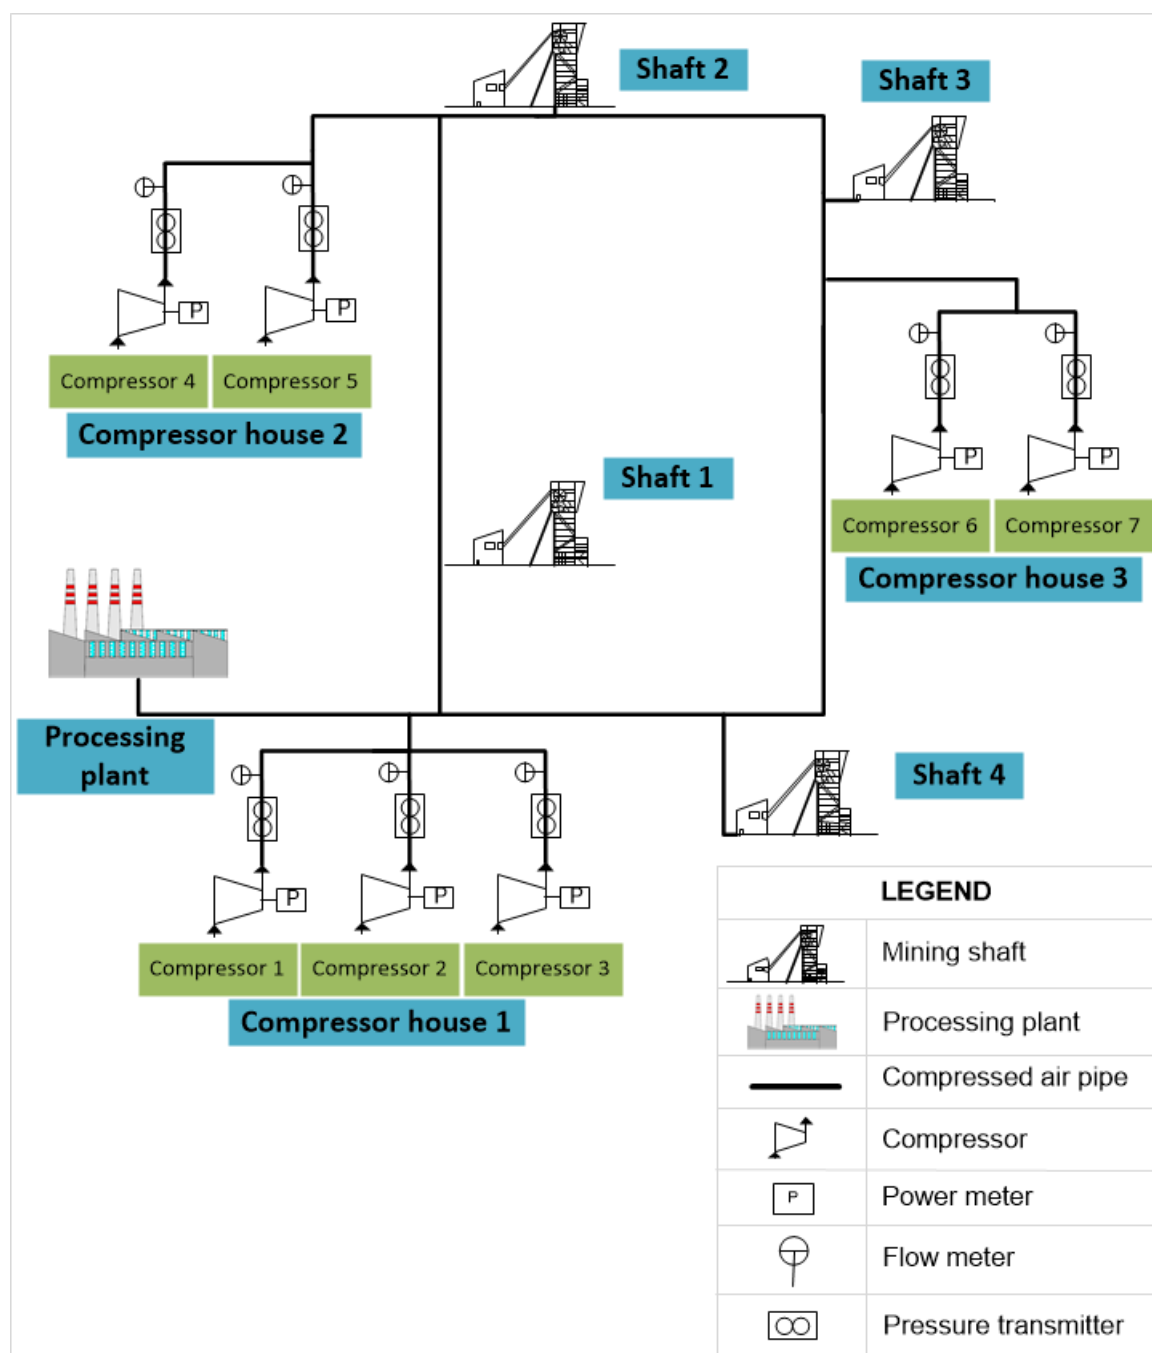 Shaft 2
Shaft 3
P
P
Compressor 4
Compressor 5
Compressor house 2
P
P
Compressor 6
Compressor 7
Compressor house 3
Shaft 1
Processing
plant
Shaft 4
P
P
P
Compressor 1
Compressor 2
Compressor 3
Compressor house 1
LEGEND
Mining shaft
Processing plant
Compressed air pipe
Compressor
P
Power meter
Flow meter
Pressure transmitter